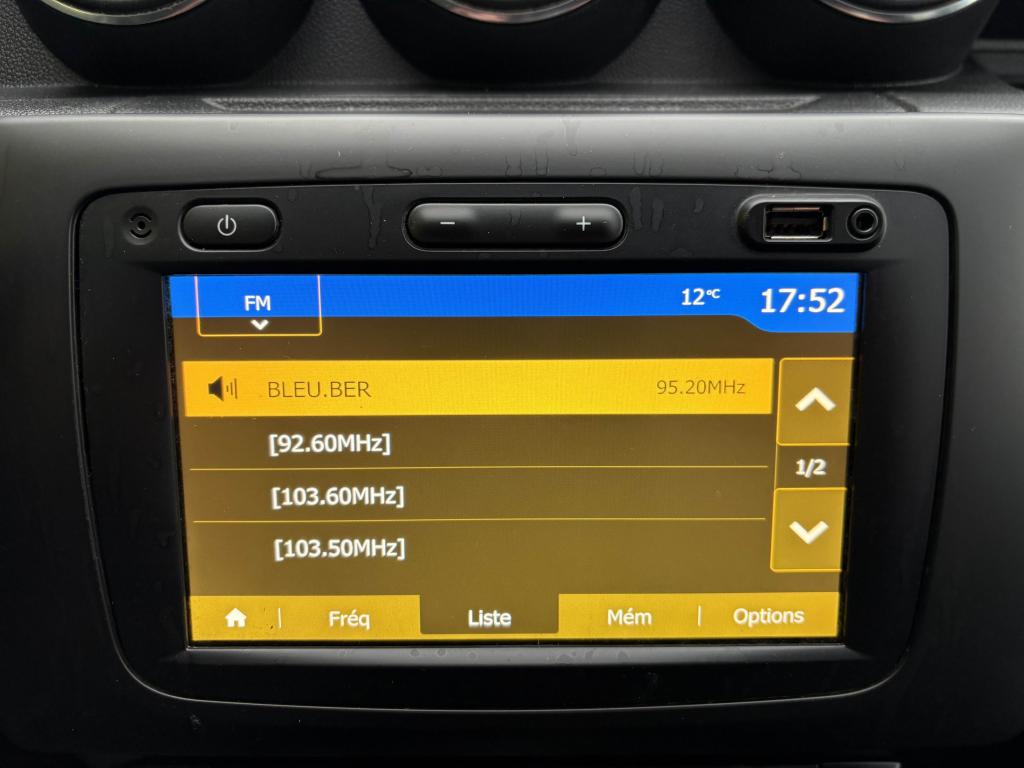 − +
FM 12°C 17:52
BLEU.BER 95.20MHz
[92.60MHz]
1/2
[103.60MHz]
[103.50MHz]
Fréq Liste Mém Options